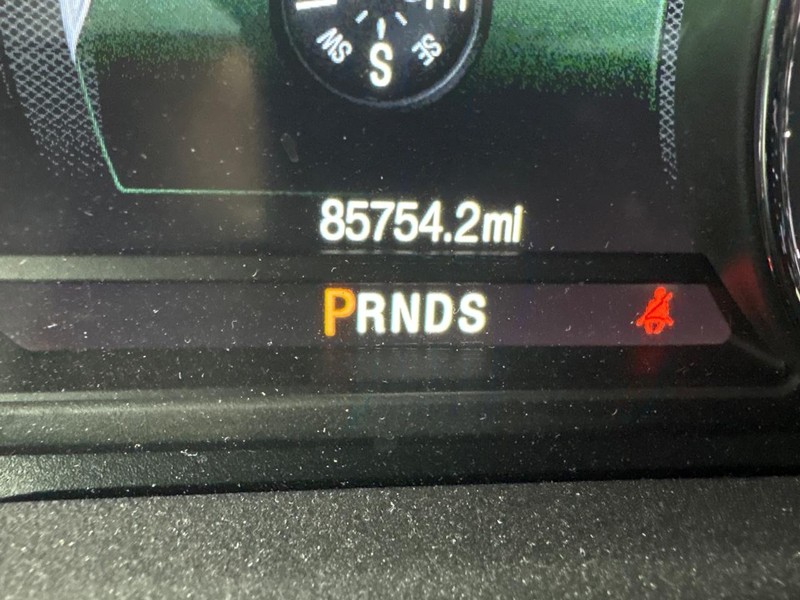 SW S SE
85754.2mi
PRNDS